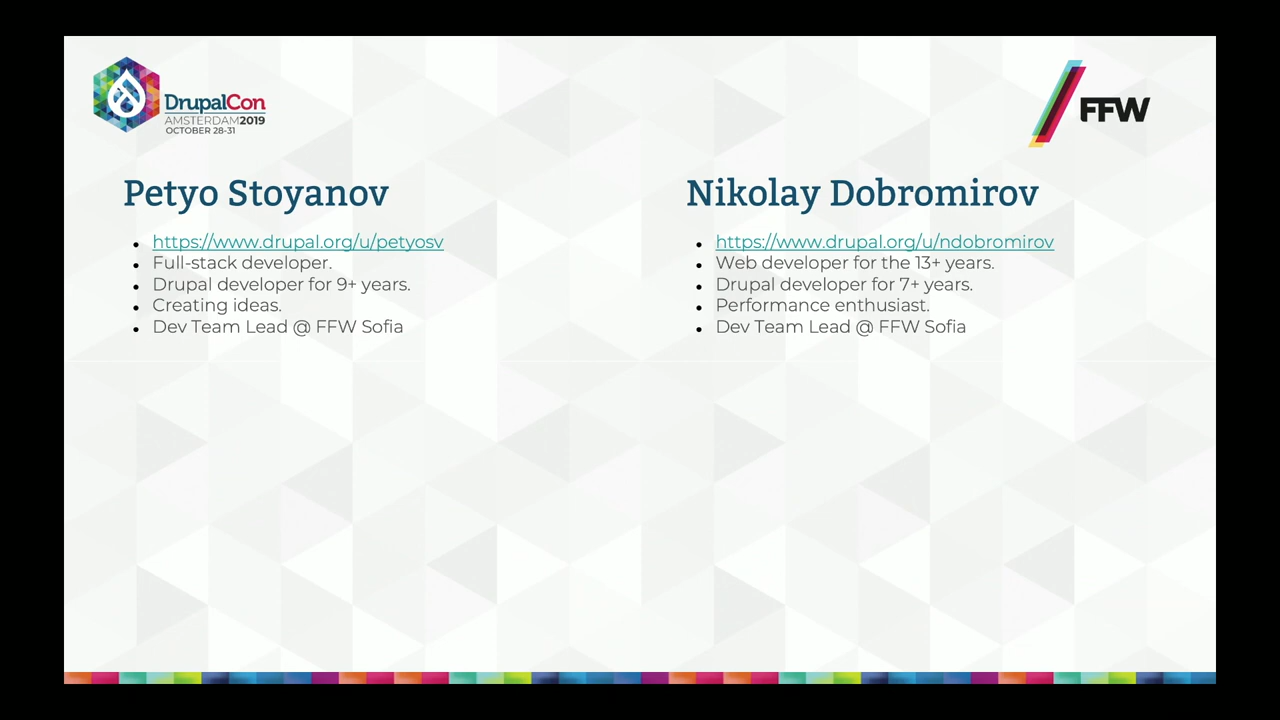 DrupalCon
AMSTERDAM2019
OCTOBER 28-31
FFW
Petyo Stoyanov
https://www.drupal.org/u/petyosv
Full-stack developer.
Drupal developer for 9+ years.
Creating ideas.
Dev Team Lead @ FFW Sofia
Nikolay Dobromirov
https://www.drupal.org/u/ndobromirov
Web developer for the 13+ years.
Drupal developer for 7+ years.
Performance enthusiast.
Dev Team Lead @ FFW Sofia